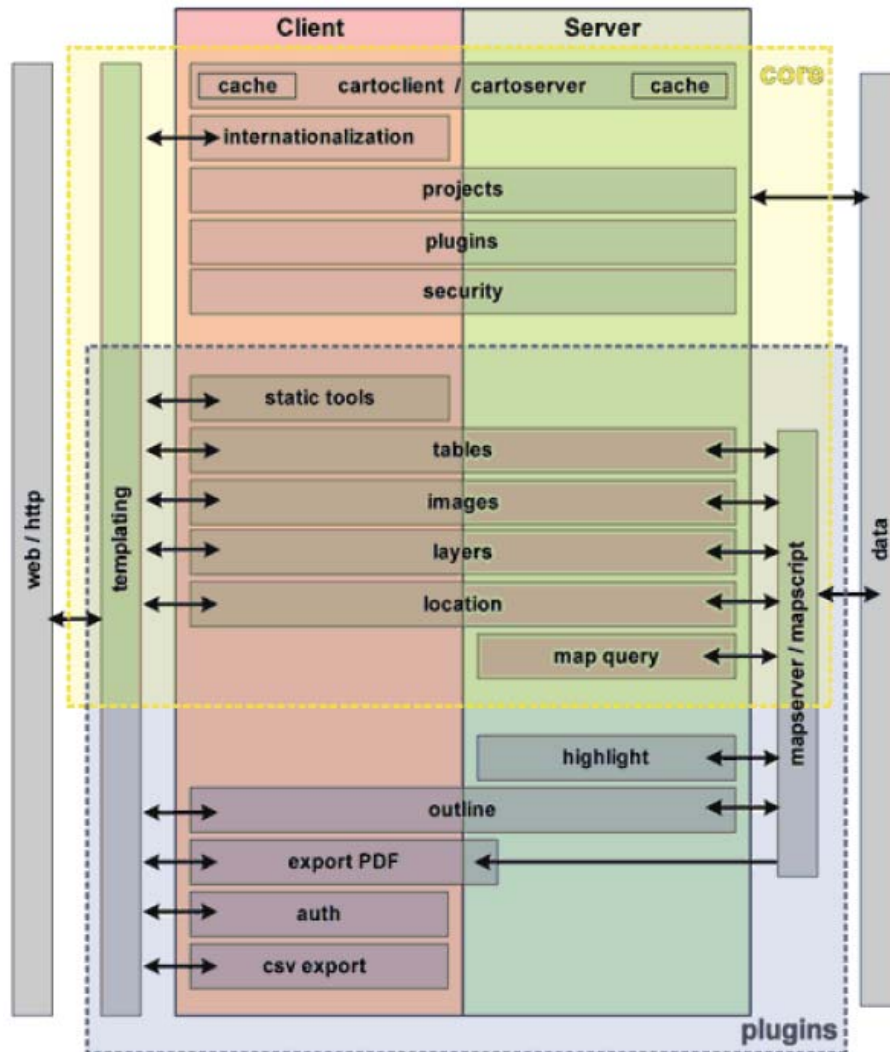 Client
Server
core
cache
cartoclient / cartoserver
cache
internationalization
projects
plugins
security
static tools
tables
images
layers
location
map query
highlight
outline
export PDF
auth
csv export
web / http
templating
mapserver / mapscript
data
plugins